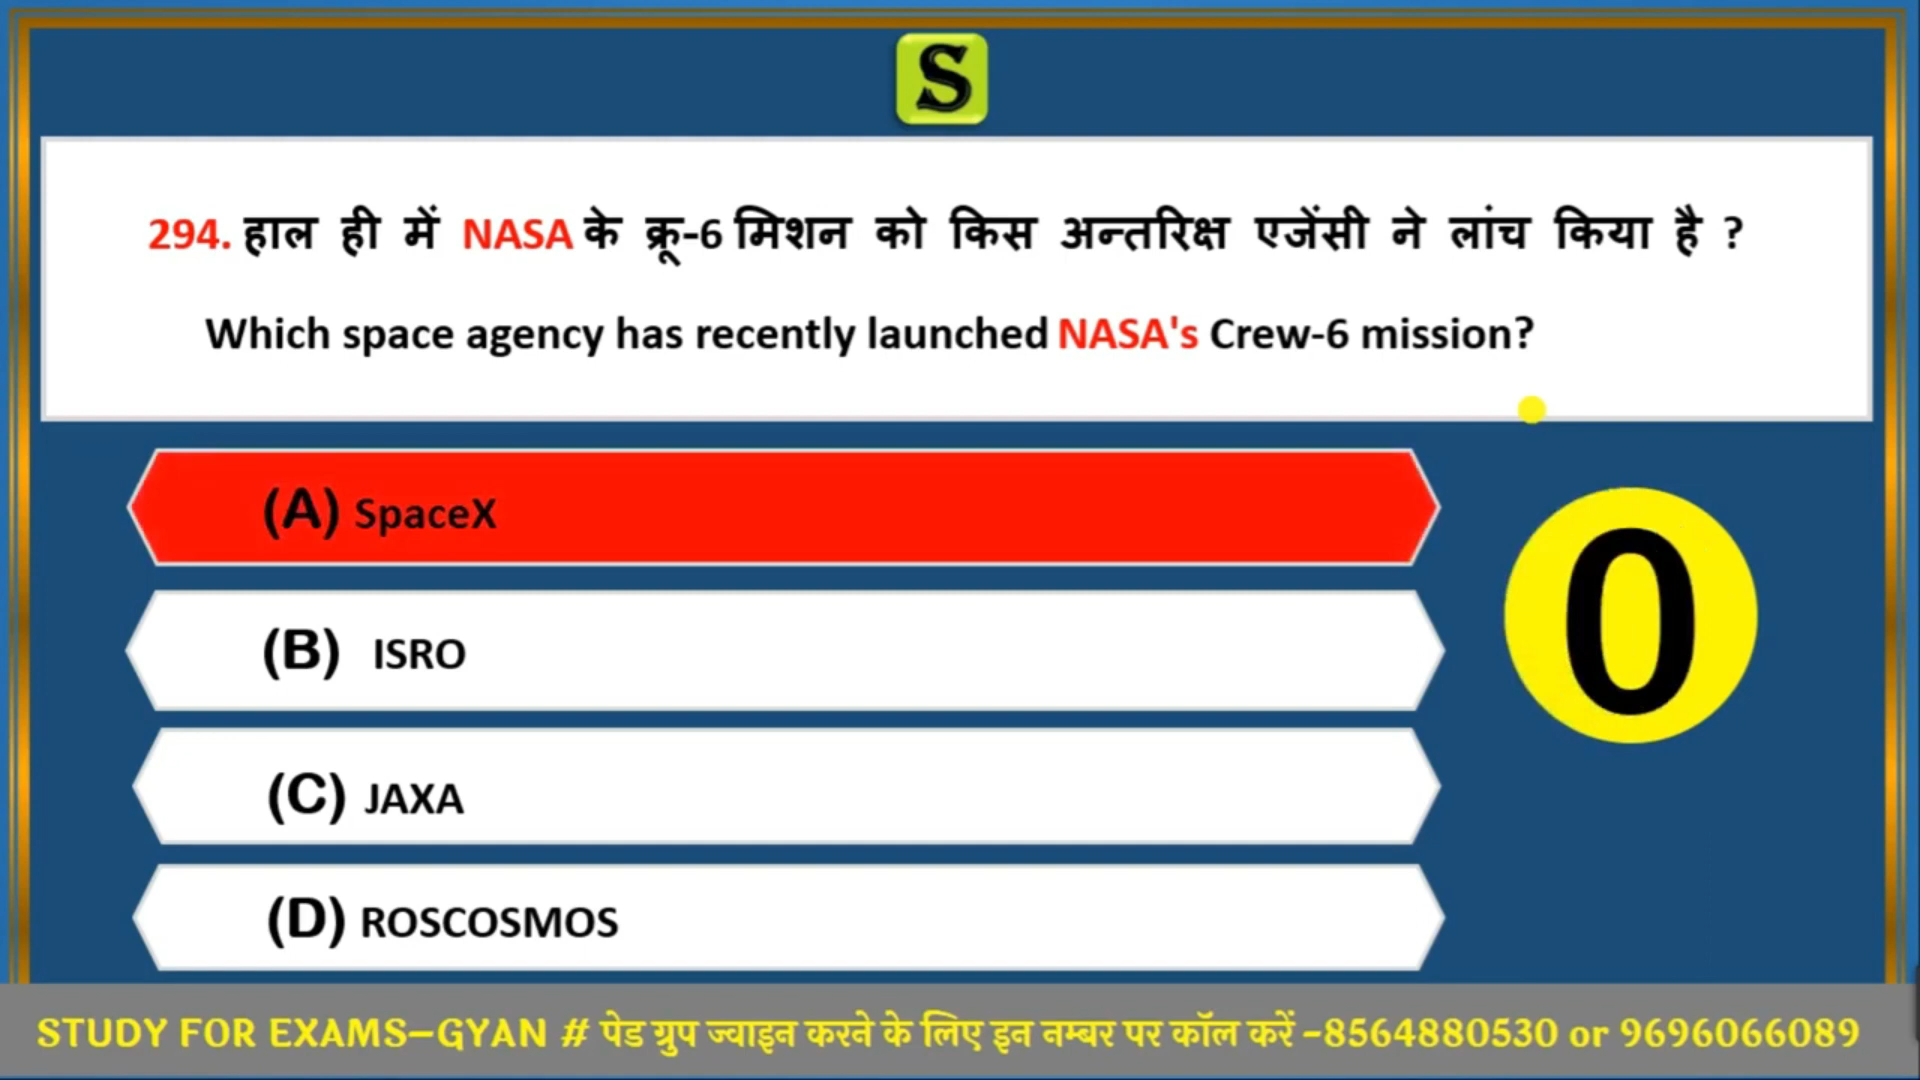 S
294. हाल ही में NASA के क्रू-6 मिशन को किस अन्तरिक्ष एजेंसी ने लांच किया है ?
Which space agency has recently launched NASA's Crew-6 mission?
(A) SpaceX
(B) ISRO
(C) JAXA
(D) ROSCOSMOS
0
STUDY FOR EXAMS–GYAN # पेड ग्रुप ज्वाइन करने के लिए इन नम्बर पर कॉल करें –8564880530 or 9696066089